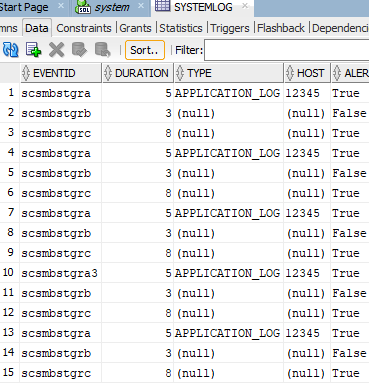 Start Page system SYSTEMLOG
mns Data Constraints Grants Statistics Triggers Flashback Dependencie
SQL Sort.. Filter:
EVENTID DURATION TYPE HOST ALER
1 scsmbstgra 5 APPLICATION_LOG 12345 True
2 scsmbstgrb 3 (null) (null) False
3 scsmbstgrc 8 (null) (null) True
4 scsmbstgra 5 APPLICATION_LOG 12345 True
5 scsmbstgrb 3 (null) (null) False
6 scsmbstgrc 8 (null) (null) True
7 scsmbstgra 5 APPLICATION_LOG 12345 True
8 scsmbstgrb 3 (null) (null) False
9 scsmbstgrc 8 (null) (null) True
10 scsmbstgra3 5 APPLICATION_LOG 12345 True
11 scsmbstgrb 3 (null) (null) False
12 scsmbstgrc 8 (null) (null) True
13 scsmbstgra 5 APPLICATION_LOG 12345 True
14 scsmbstgrb 3 (null) (null) False
15 scsmbstgrc 8 (null) (null) True